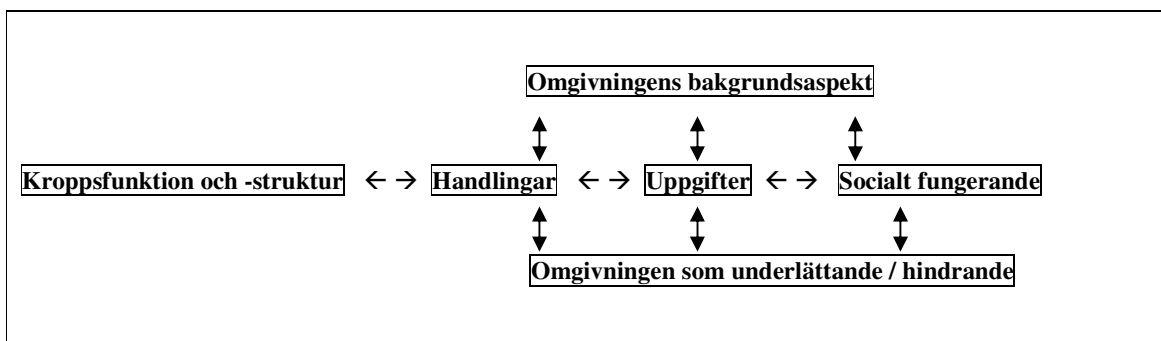 Omgivningens bakgrundsaspekt
Kroppsfunktion och -struktur ← → Handlingar ← → Uppgifter ← → Socialt fungerande
Omgivningen som underlättande / hindrande